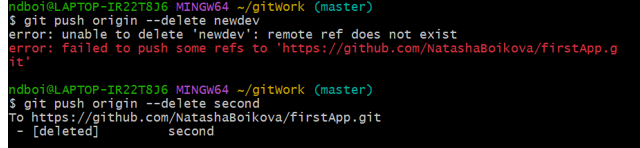 ndboi@LAPTOP-IR22T8J6 MINGW64 ~/gitWork (master)
$ git push origin --delete newdev
error: unable to delete 'newdev': remote ref does not exist
error: failed to push some refs to 'https://github.com/NatashaBoikova/firstApp.g
it'
ndboi@LAPTOP-IR22T8J6 MINGW64 ~/gitWork (master)
$ git push origin --delete second
To https://github.com/NatashaBoikova/firstApp.git
 - [deleted]         second